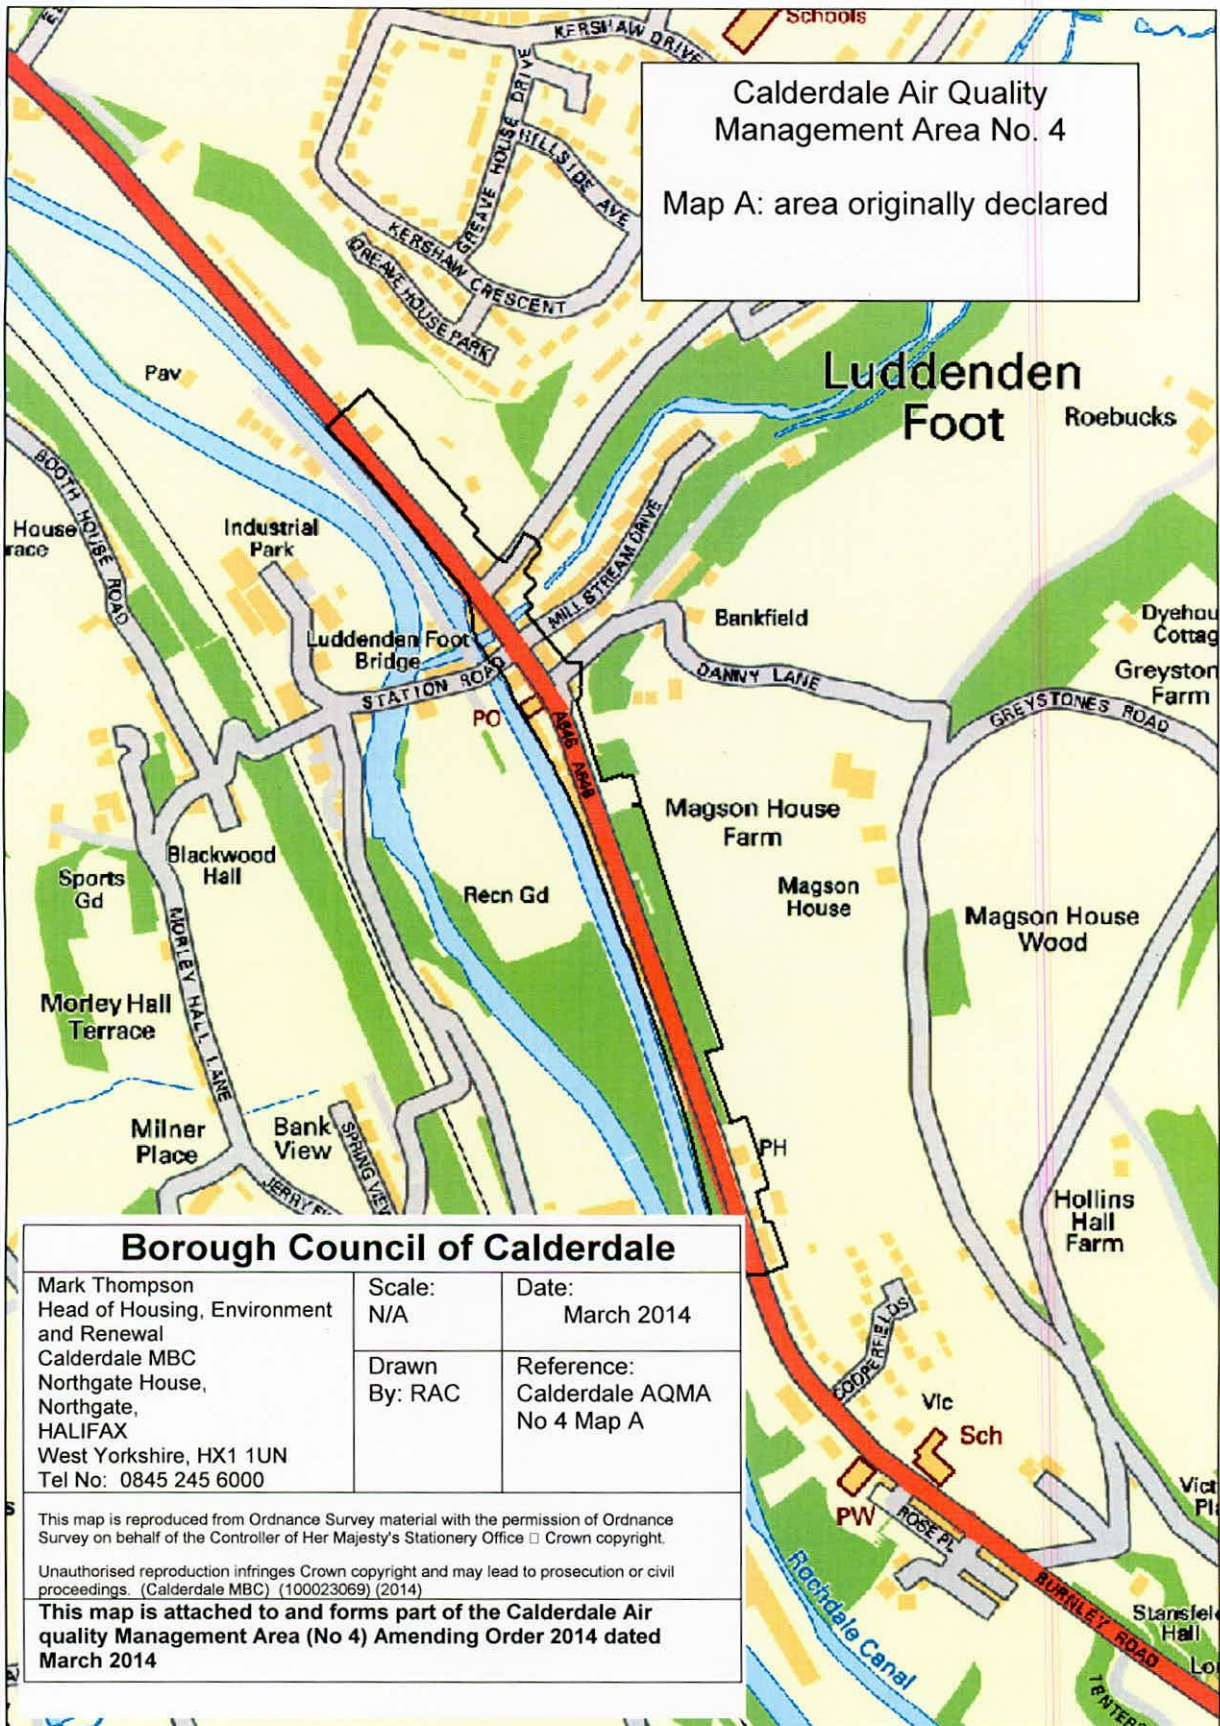 Schools
KERSHAW DRIVE
Calderdale Air Quality
Management Area No. 4
Map A: area originally declared
GREAVE HOUSE DRIVE
HILLSIDE AVE
KERSHAW CRESCENT
GREAVE HOUSE PARK
Luddenden
Foot
Roebucks
Pav
BOOTH HOUSE ROAD
House
race
Industrial
Park
MILL STREAM DRIVE
Luddenden Foot
Bridge
STATION ROAD
PO
A646
A646
Bankfield
DANNY LANE
Dyehou
Cottag
Greyston
Farm
GREYSTONES ROAD
Magson House
Farm
Magson
House
Magson House
Wood
Blackwood
Hall
Sports
Gd
Recn Gd
MORLEY HALL LANE
Morley Hall
Terrace
Milner
Place
Bank
View
SPRING VIEW
PH
Hollins
Hall
Farm
COOPERFIELDS
Vic
Sch
PW
ROSE PL
Vict
Pl
BURNLEY ROAD
Rochdale Canal
Stansfiel
Hall
Lo
TENTER
Borough Council of Calderdale
Mark Thompson
Head of Housing, Environment
and Renewal
Calderdale MBC
Northgate House,
Northgate,
HALIFAX
West Yorkshire, HX1 1UN
Tel No: 0845 245 6000
Scale:
N/A
Date:
March 2014
Drawn
By: RAC
Reference:
Calderdale AQMA
No 4 Map A
This map is reproduced from Ordnance Survey material with the permission of Ordnance
Survey on behalf of the Controller of Her Majesty's Stationery Office □ Crown copyright.
Unauthorised reproduction infringes Crown copyright and may lead to prosecution or civil
proceedings. (Calderdale MBC) (100023069) (2014)
This map is attached to and forms part of the Calderdale Air
quality Management Area (No 4) Amending Order 2014 dated
March 2014